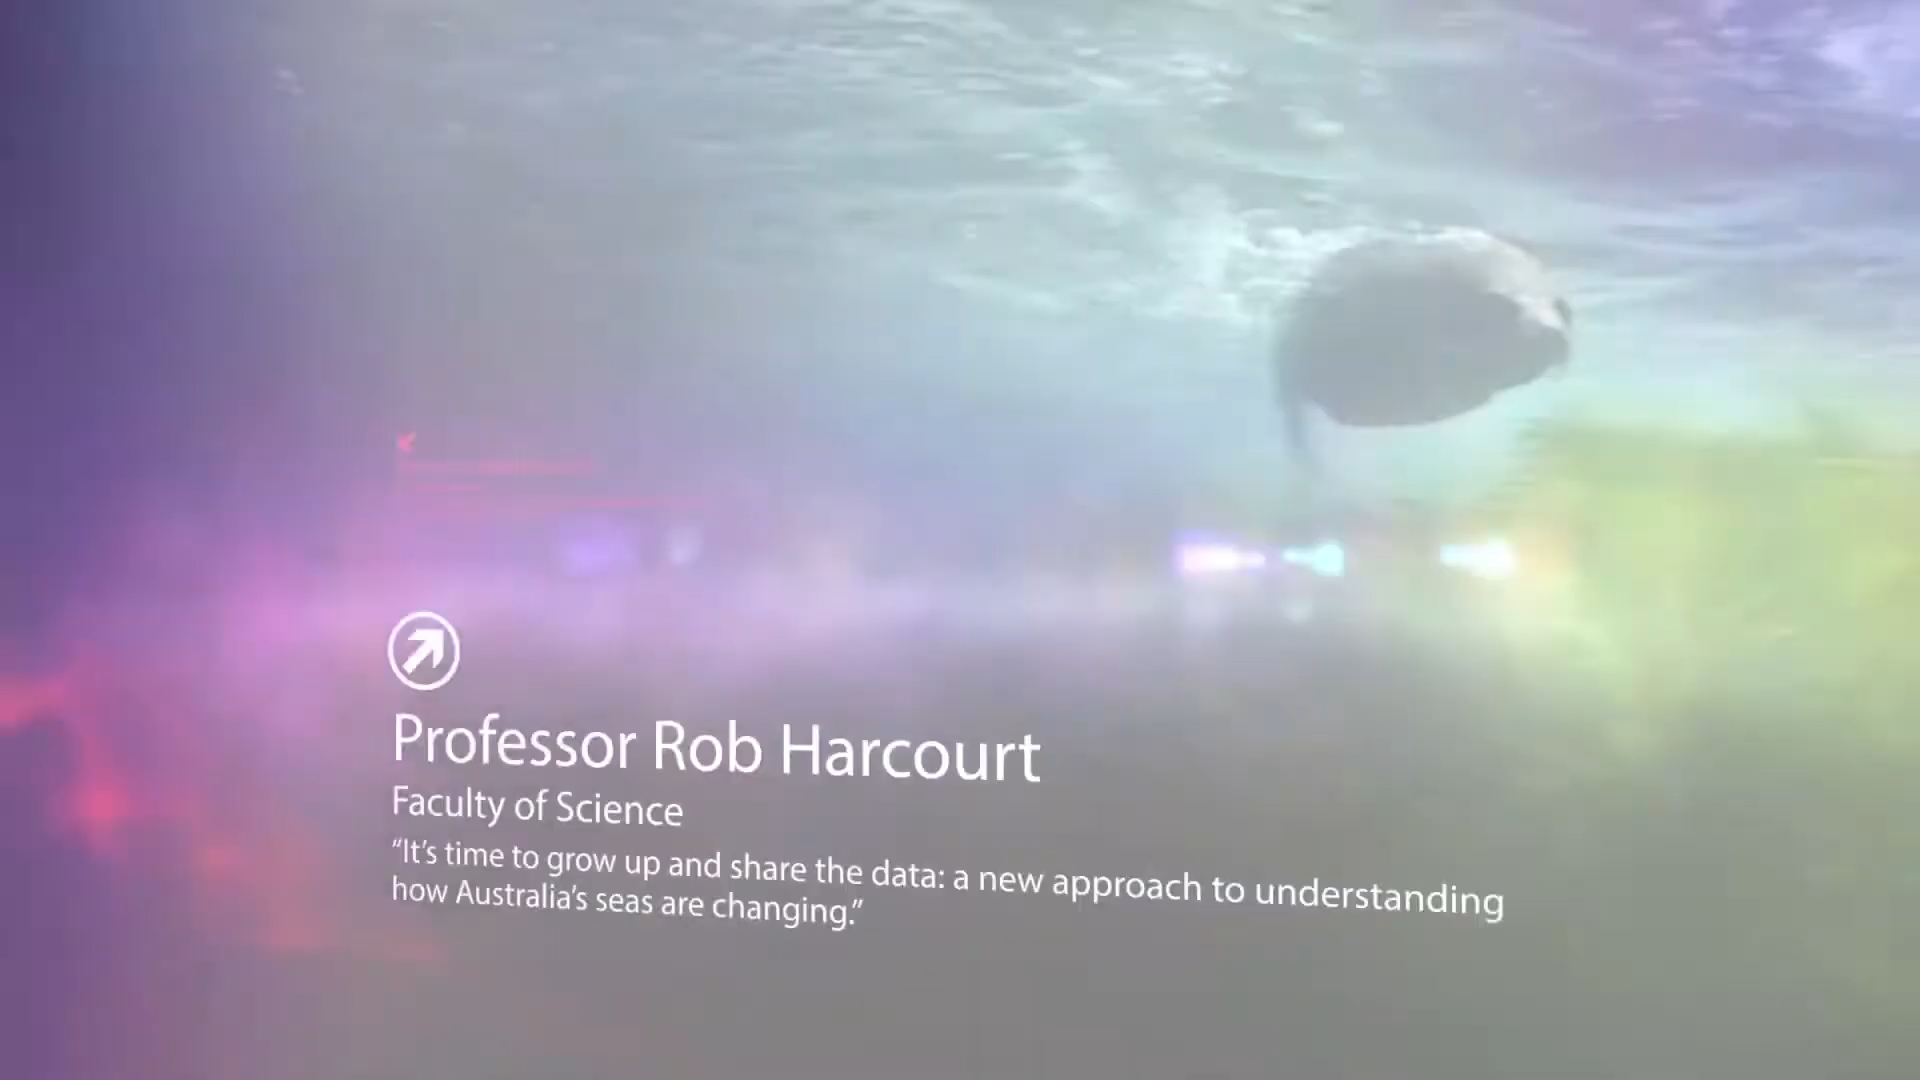 Professor Rob Harcourt
Faculty of Science
“It’s time to grow up and share the data: a new approach to understanding
how Australia’s seas are changing.”